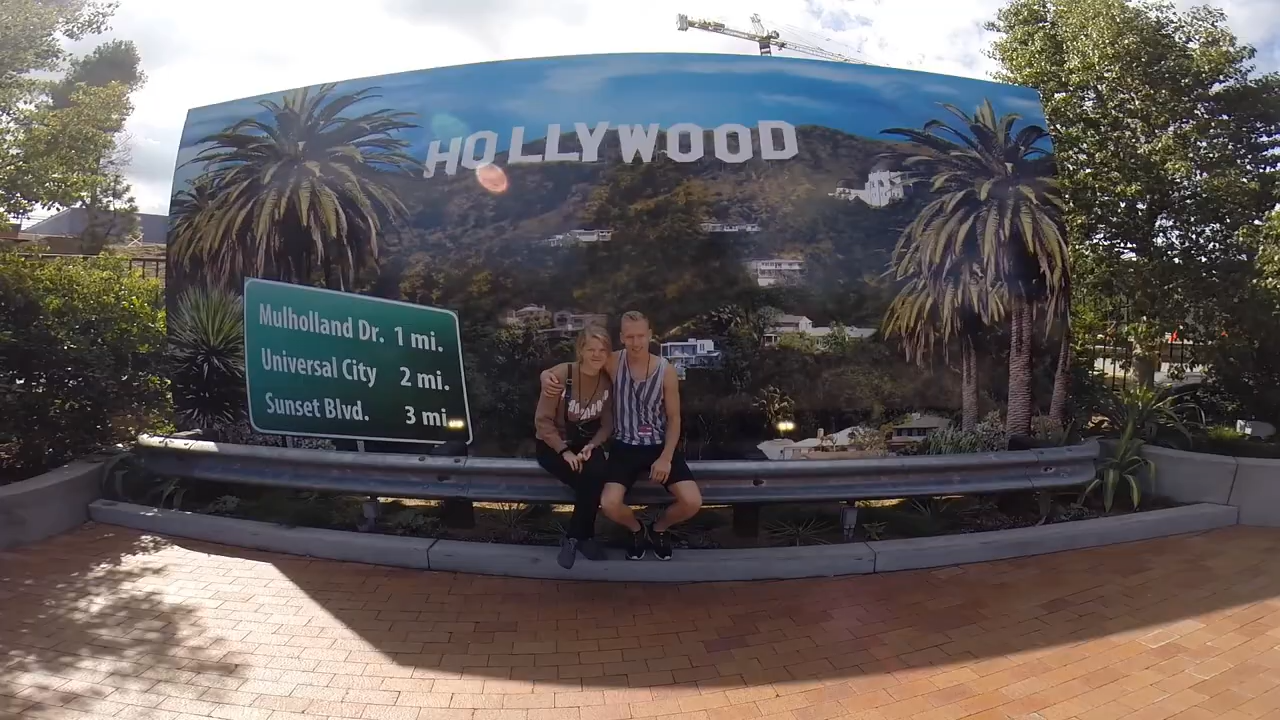 HOLLYWOOD
Mulholland Dr. 1 mi.
Universal City 2 mi.
Sunset Blvd. 3 mi.